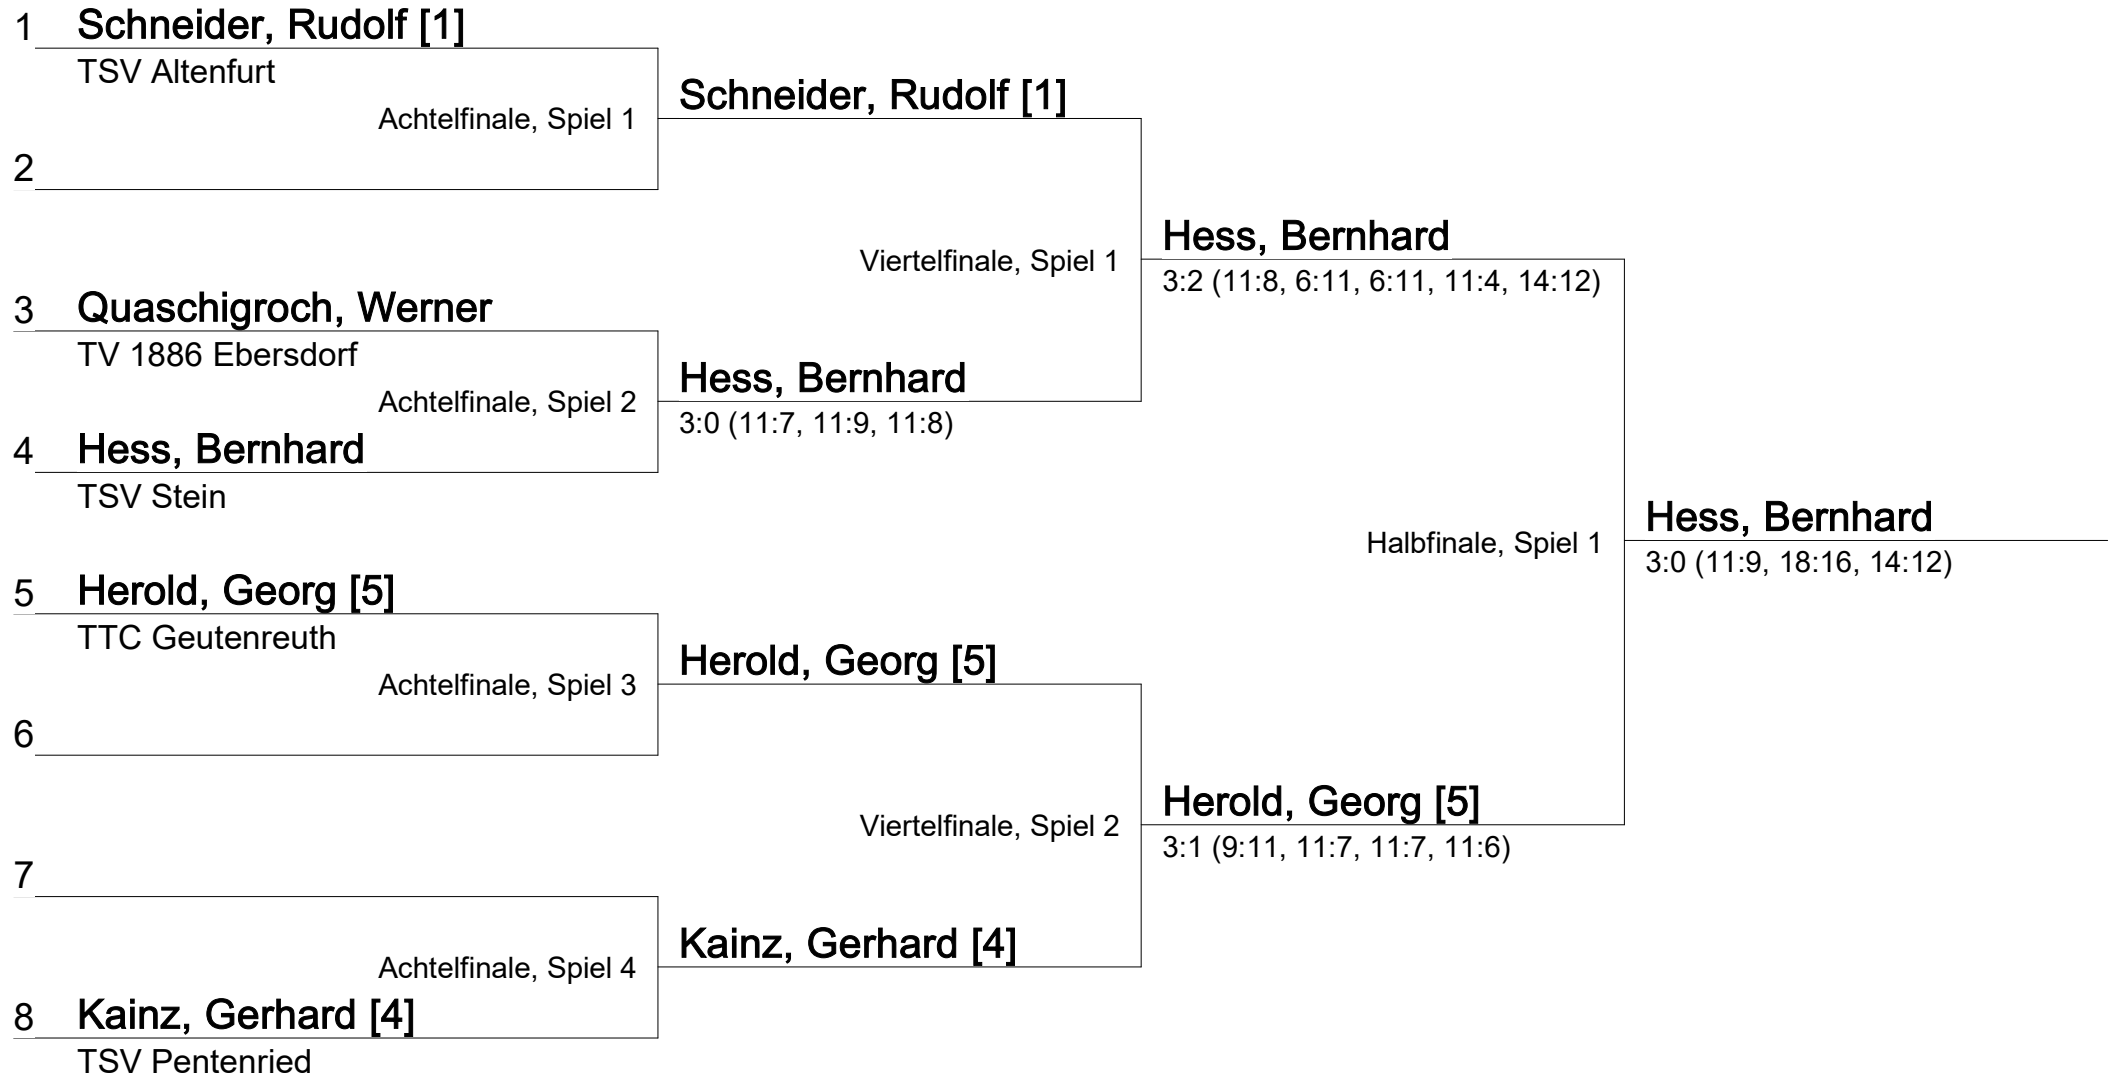 1 Schneider, Rudolf [1]
TSV Altenfurt
Achtelfinale, Spiel 1
Schneider, Rudolf [1]
2
Viertelfinale, Spiel 1
Hess, Bernhard
3:2 (11:8, 6:11, 6:11, 11:4, 14:12)
3 Quaschigroch, Werner
TV 1886 Ebersdorf
Achtelfinale, Spiel 2
Hess, Bernhard
3:0 (11:7, 11:9, 11:8)
4 Hess, Bernhard
TSV Stein
Halbfinale, Spiel 1
Hess, Bernhard
3:0 (11:9, 18:16, 14:12)
5 Herold, Georg [5]
TTC Geutenreuth
Achtelfinale, Spiel 3
Herold, Georg [5]
6
Viertelfinale, Spiel 2
Herold, Georg [5]
3:1 (9:11, 11:7, 11:7, 11:6)
7
Achtelfinale, Spiel 4
Kainz, Gerhard [4]
8 Kainz, Gerhard [4]
TSV Pentenried